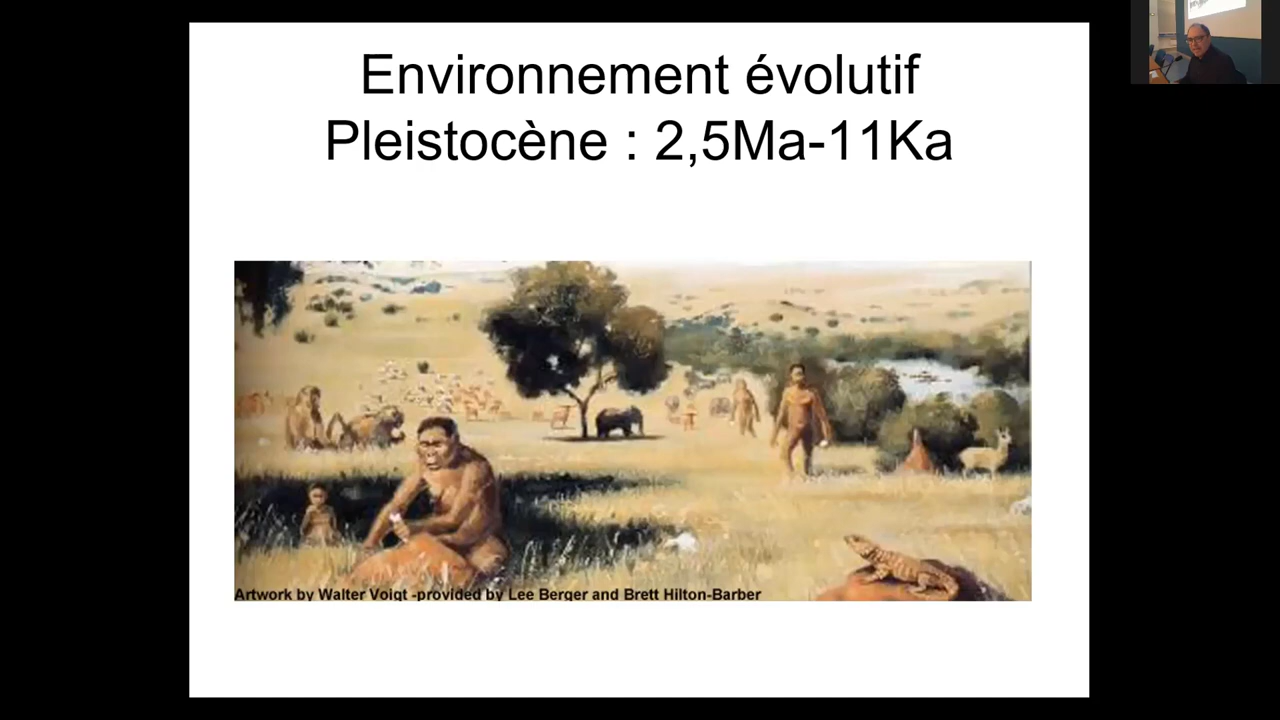 Environnement évolutif
Pleistocène : 2,5Ma-11Ka
Artwork by Walter Voigt -provided by Lee Berger and Brett Hilton-Barber